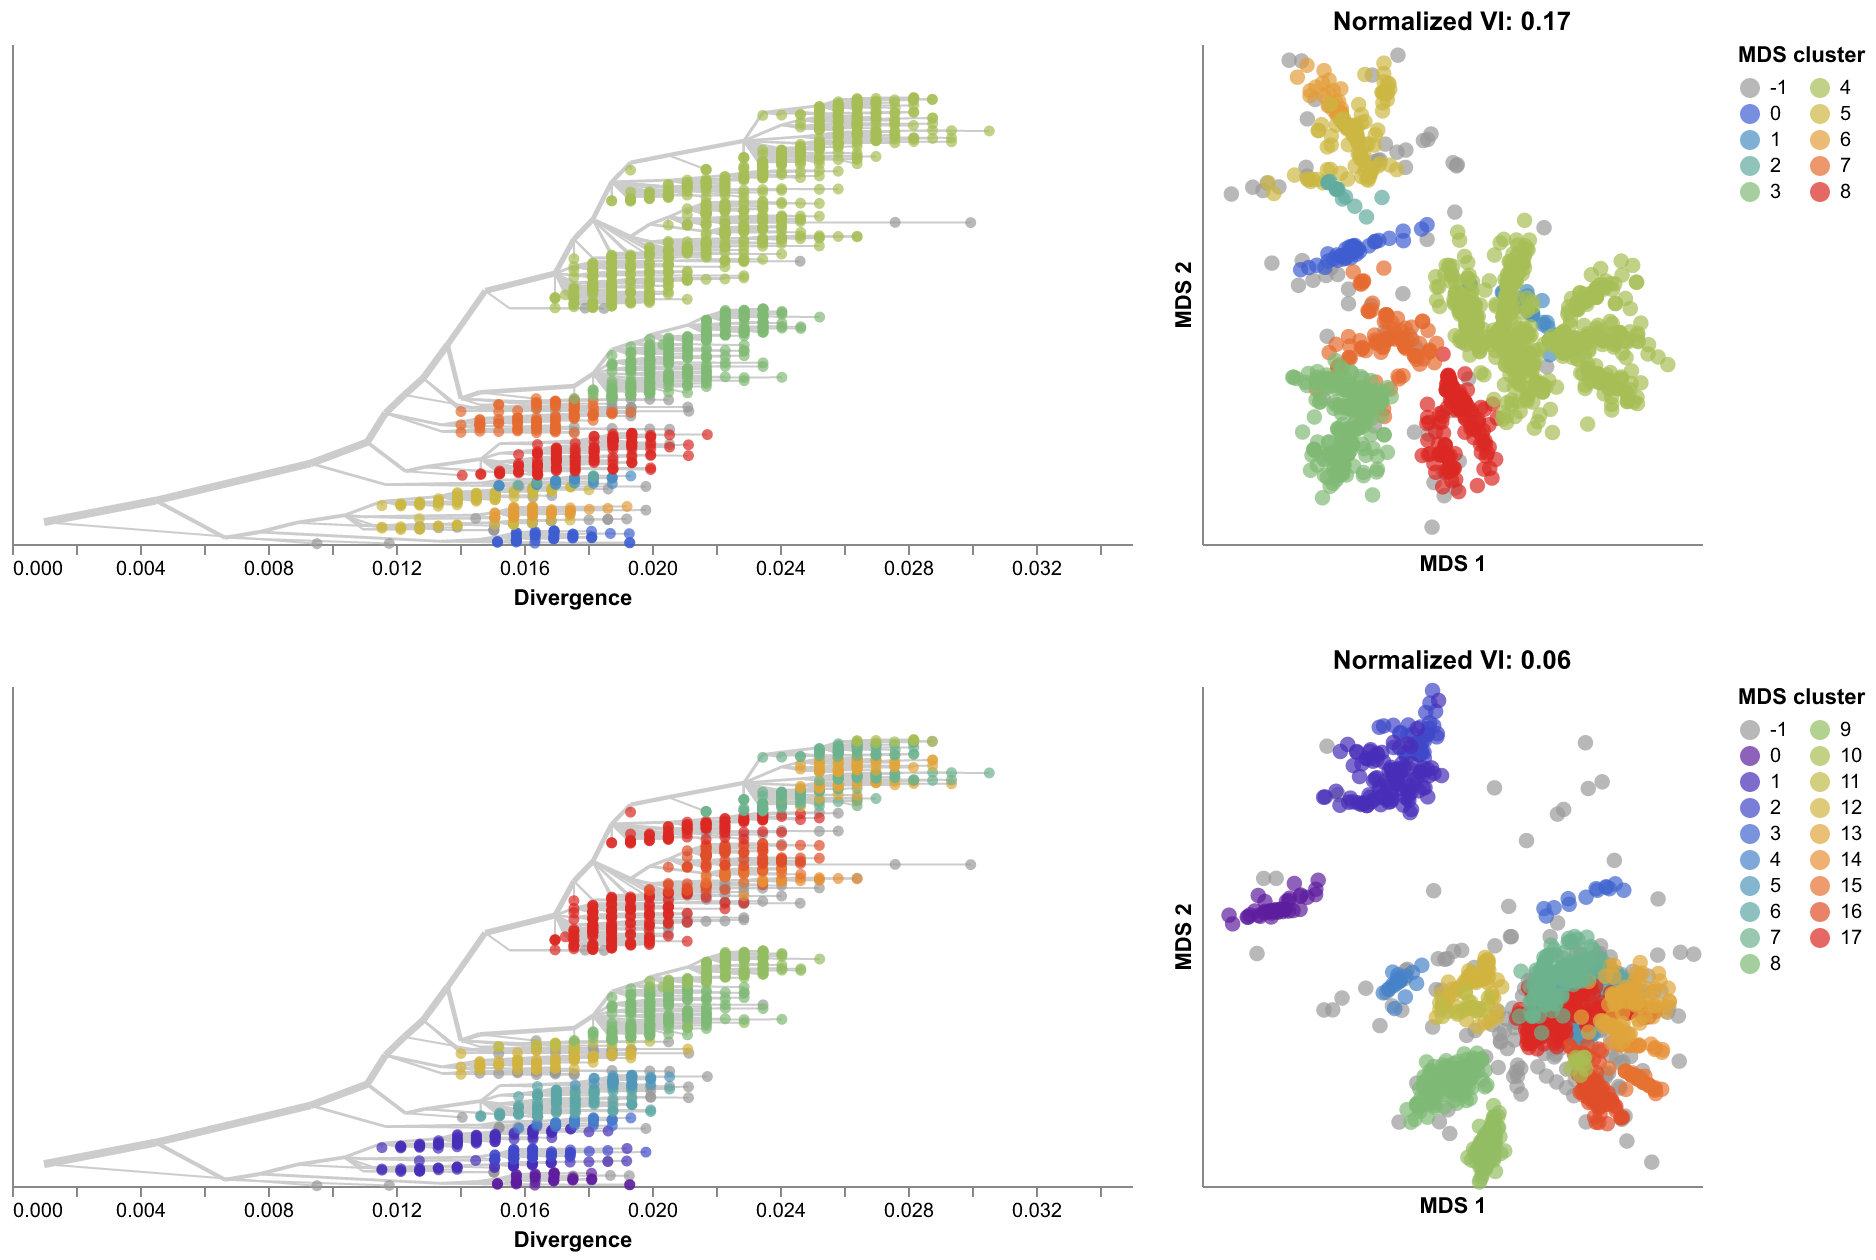 Normalized VI: 0.17
MDS cluster
-1 4
0 5
1 6
2 7
3 8
MDS 2
MDS 1
0.000 0.004 0.008 0.012 0.016 0.020 0.024 0.028 0.032
Divergence
Normalized VI: 0.06
MDS cluster
-1 9
0 10
1 11
2 12
3 13
4 14
5 15
6 16
7 17
8
MDS 2
MDS 1
0.000 0.004 0.008 0.012 0.016 0.020 0.024 0.028 0.032
Divergence